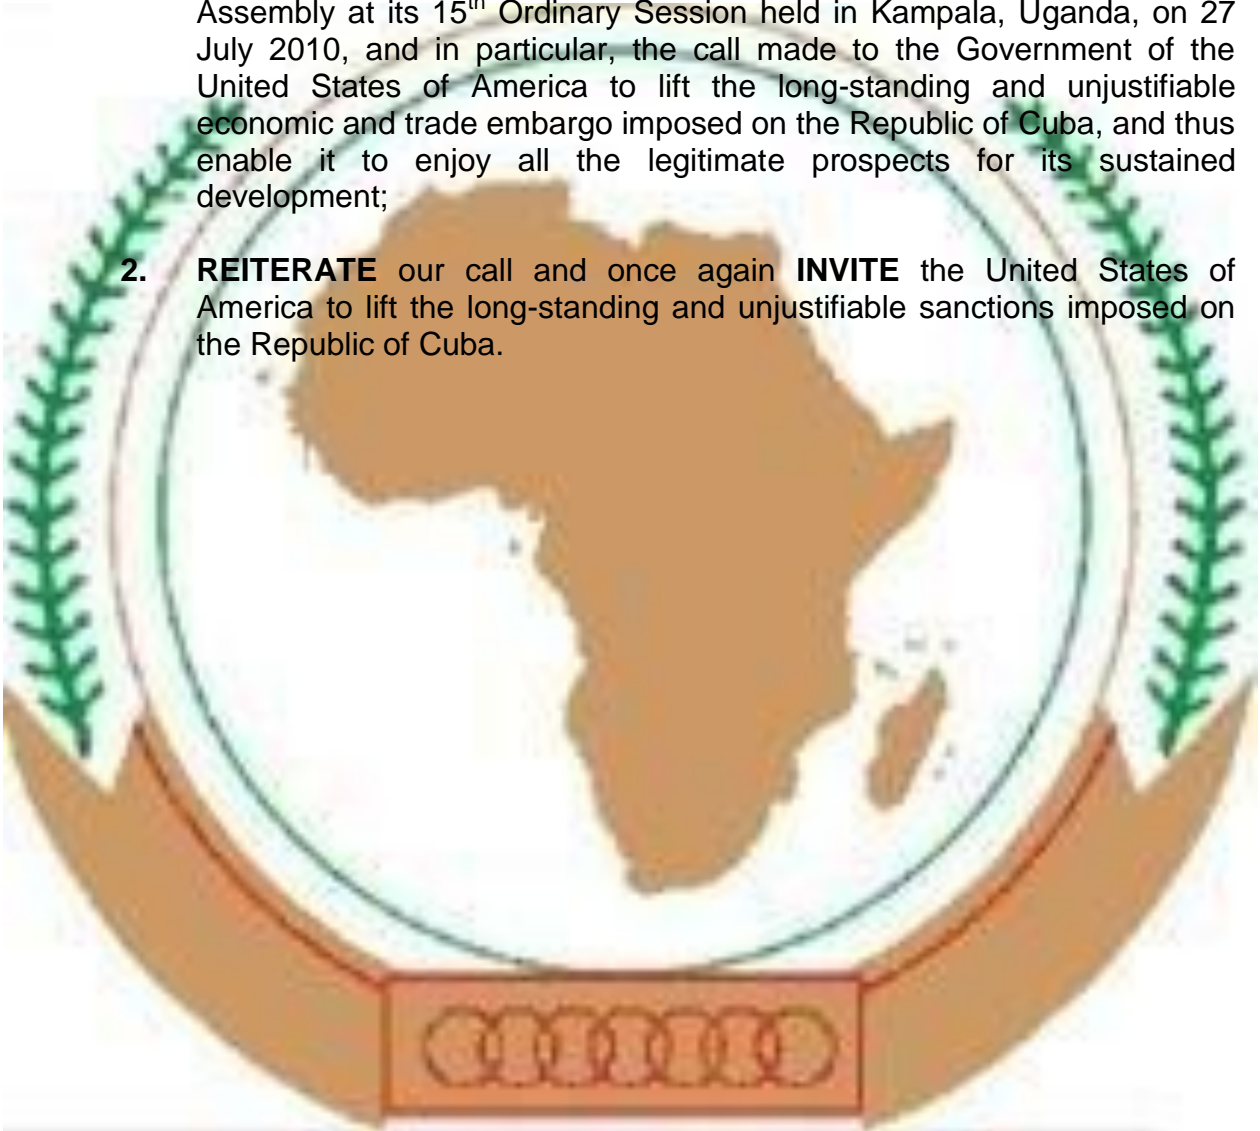 Assembly at its 15th Ordinary Session held in Kampala, Uganda, on 27
July 2010, and in particular, the call made to the Government of the
United States of America to lift the long-standing and unjustifiable
economic and trade embargo imposed on the Republic of Cuba, and thus
enable it to enjoy all the legitimate prospects for its sustained
development;
2. REITERATE our call and once again INVITE the United States of
America to lift the long-standing and unjustifiable sanctions imposed on
the Republic of Cuba.